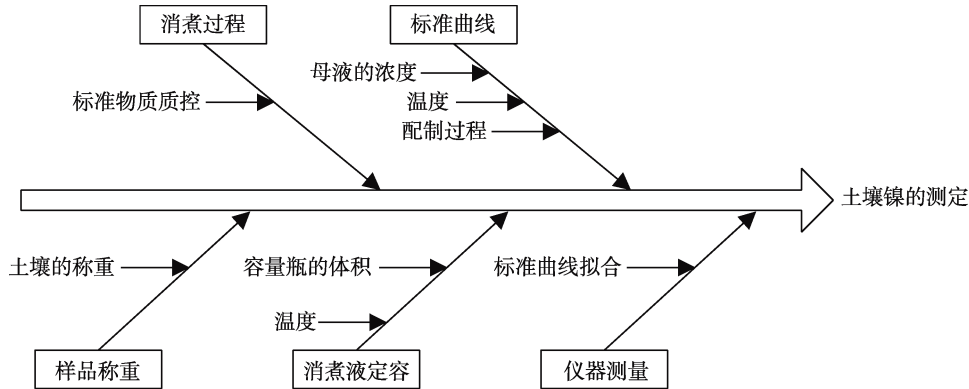 消煮过程
标准曲线
母液的浓度
标准物质质控
温度
配制过程
土壤镍的测定
土壤的称重
容量瓶的体积
标准曲线拟合
温度
样品称重
消煮液定容
仪器测量